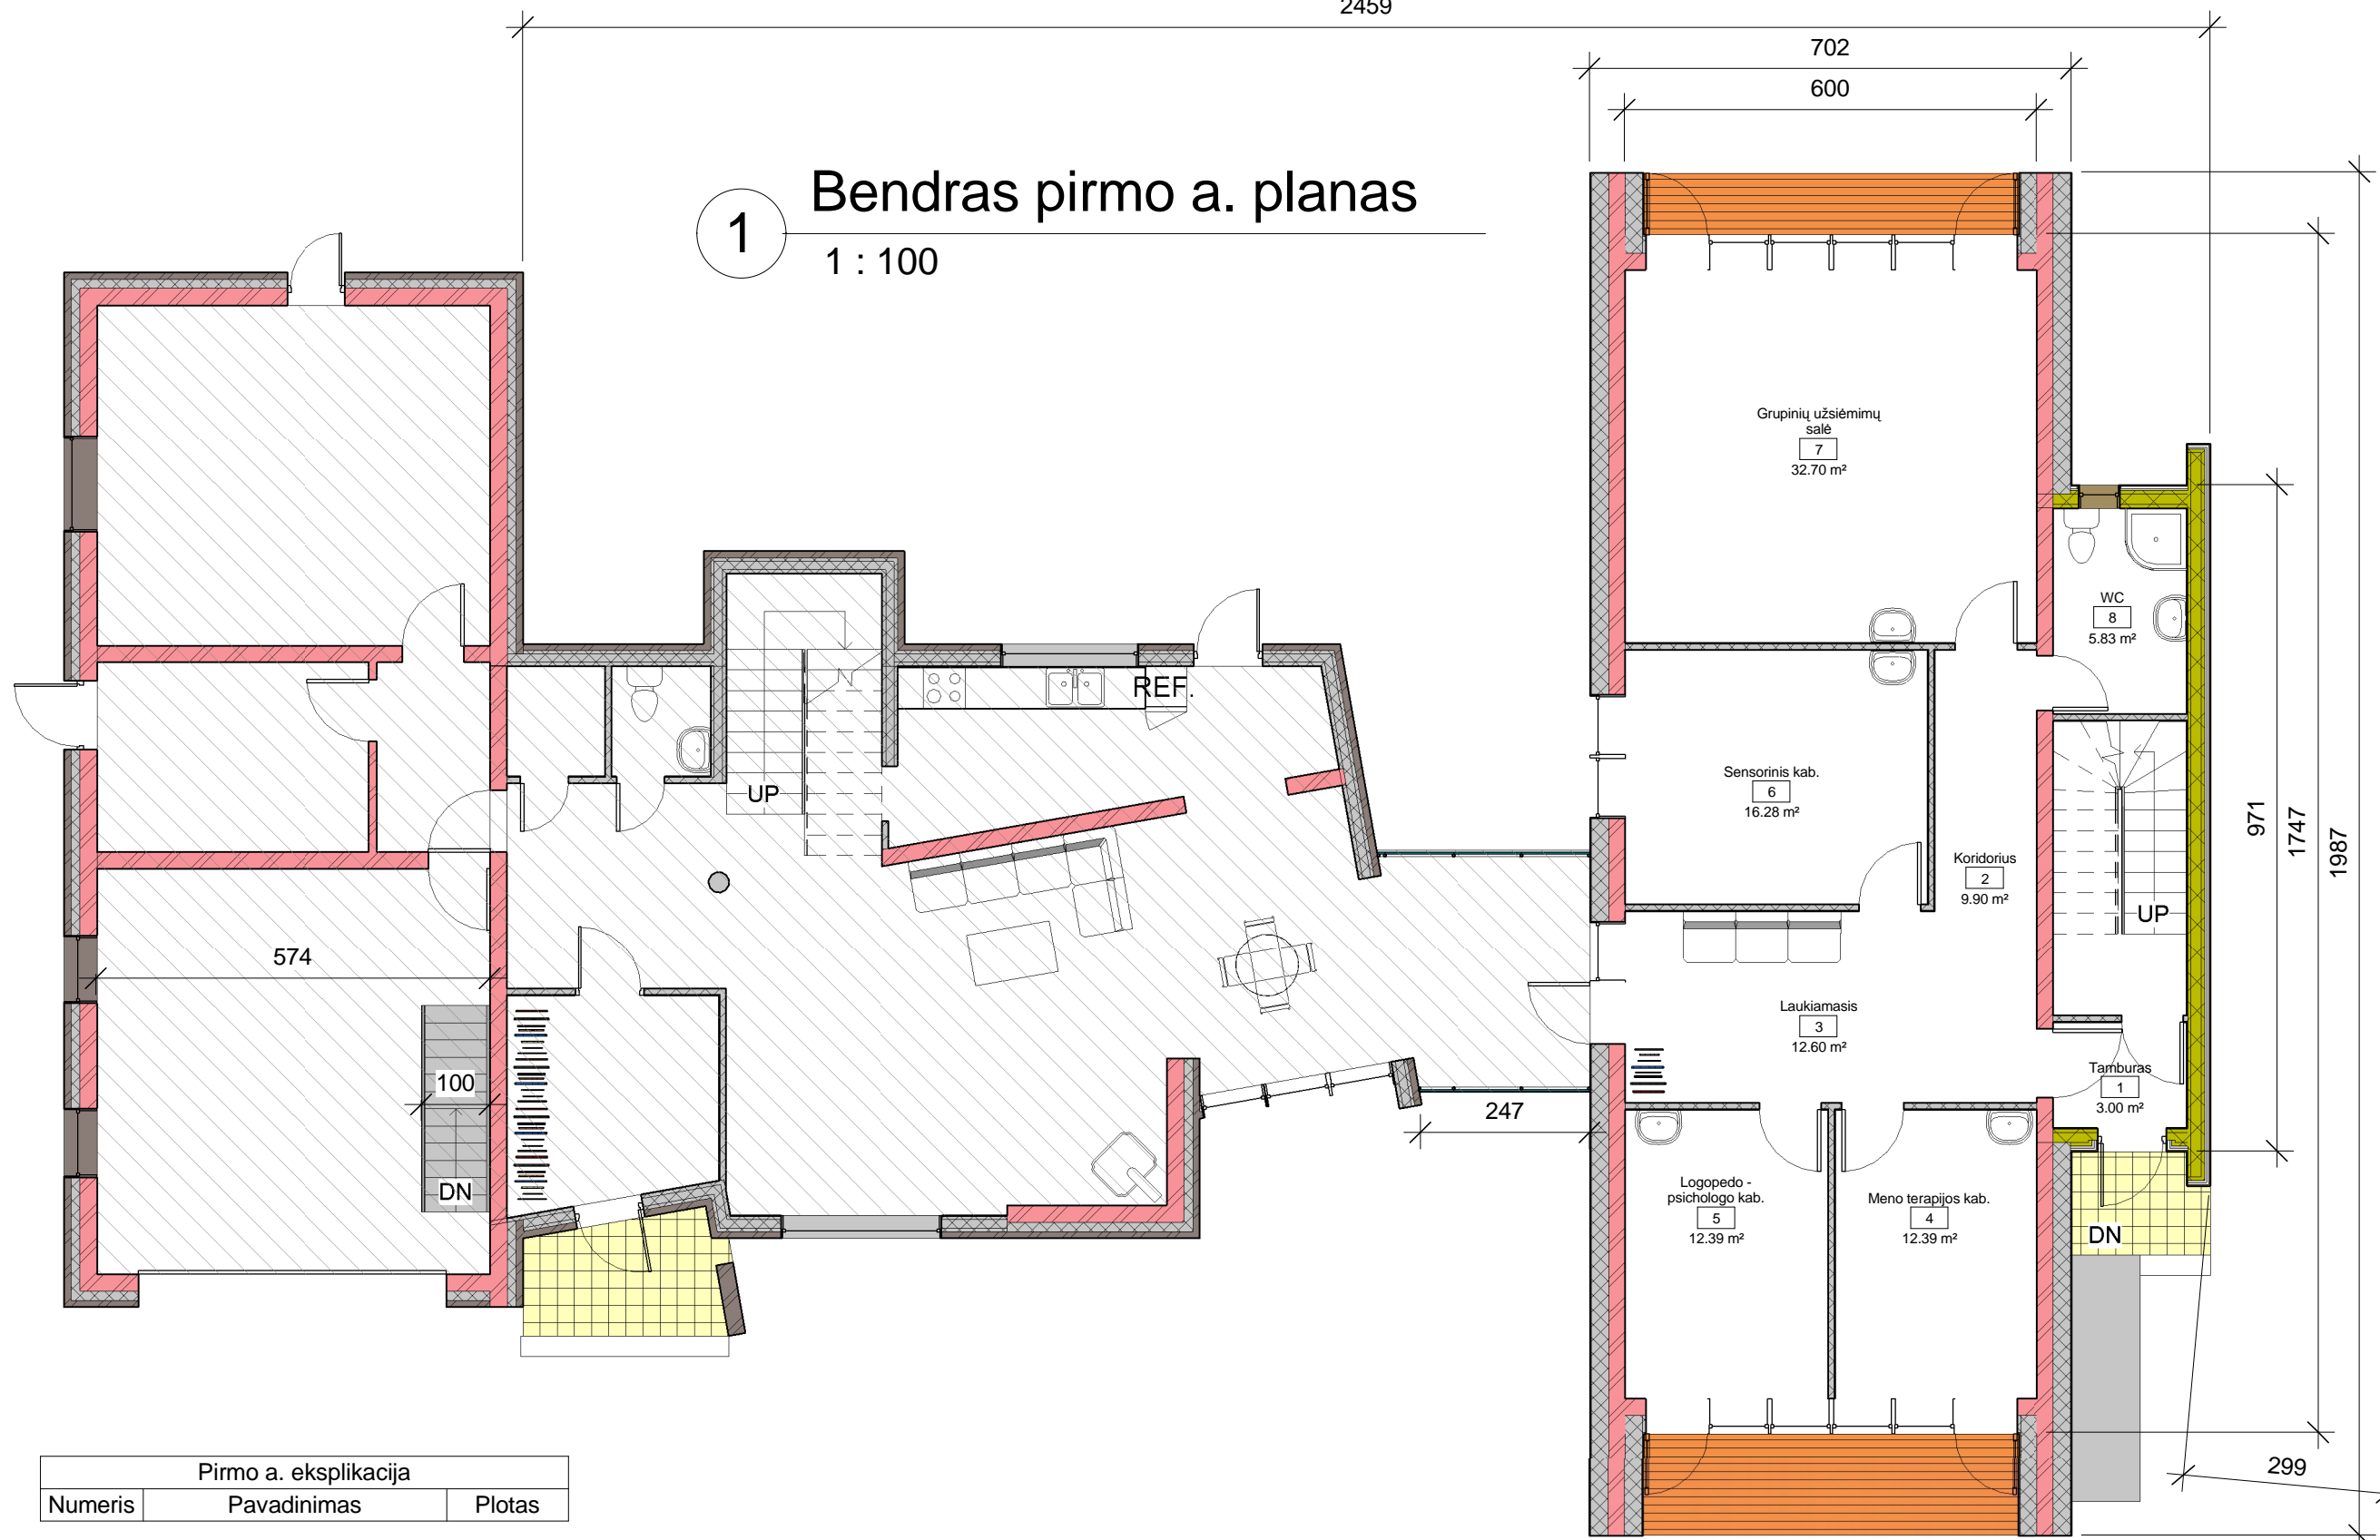 2459
702
600
1
Bendras pirmo a. planas
1 : 100
Grupinių užsiėmimų
salė
7
32.70 m²
WC
8
5.83 m²
REF.
UP
Sensorinis kab.
6
16.28 m²
Koridorius
2
9.90 m²
UP
971
1747
1987
574
Laukiamasis
3
12.60 m²
100
247
Tamburas
1
3.00 m²
DN
Logopedo -
psichologo kab.
5
12.39 m²
Meno terapijos kab.
4
12.39 m²
DN
299
Pirmo a. eksplikacija
Numeris Pavadinimas Plotas